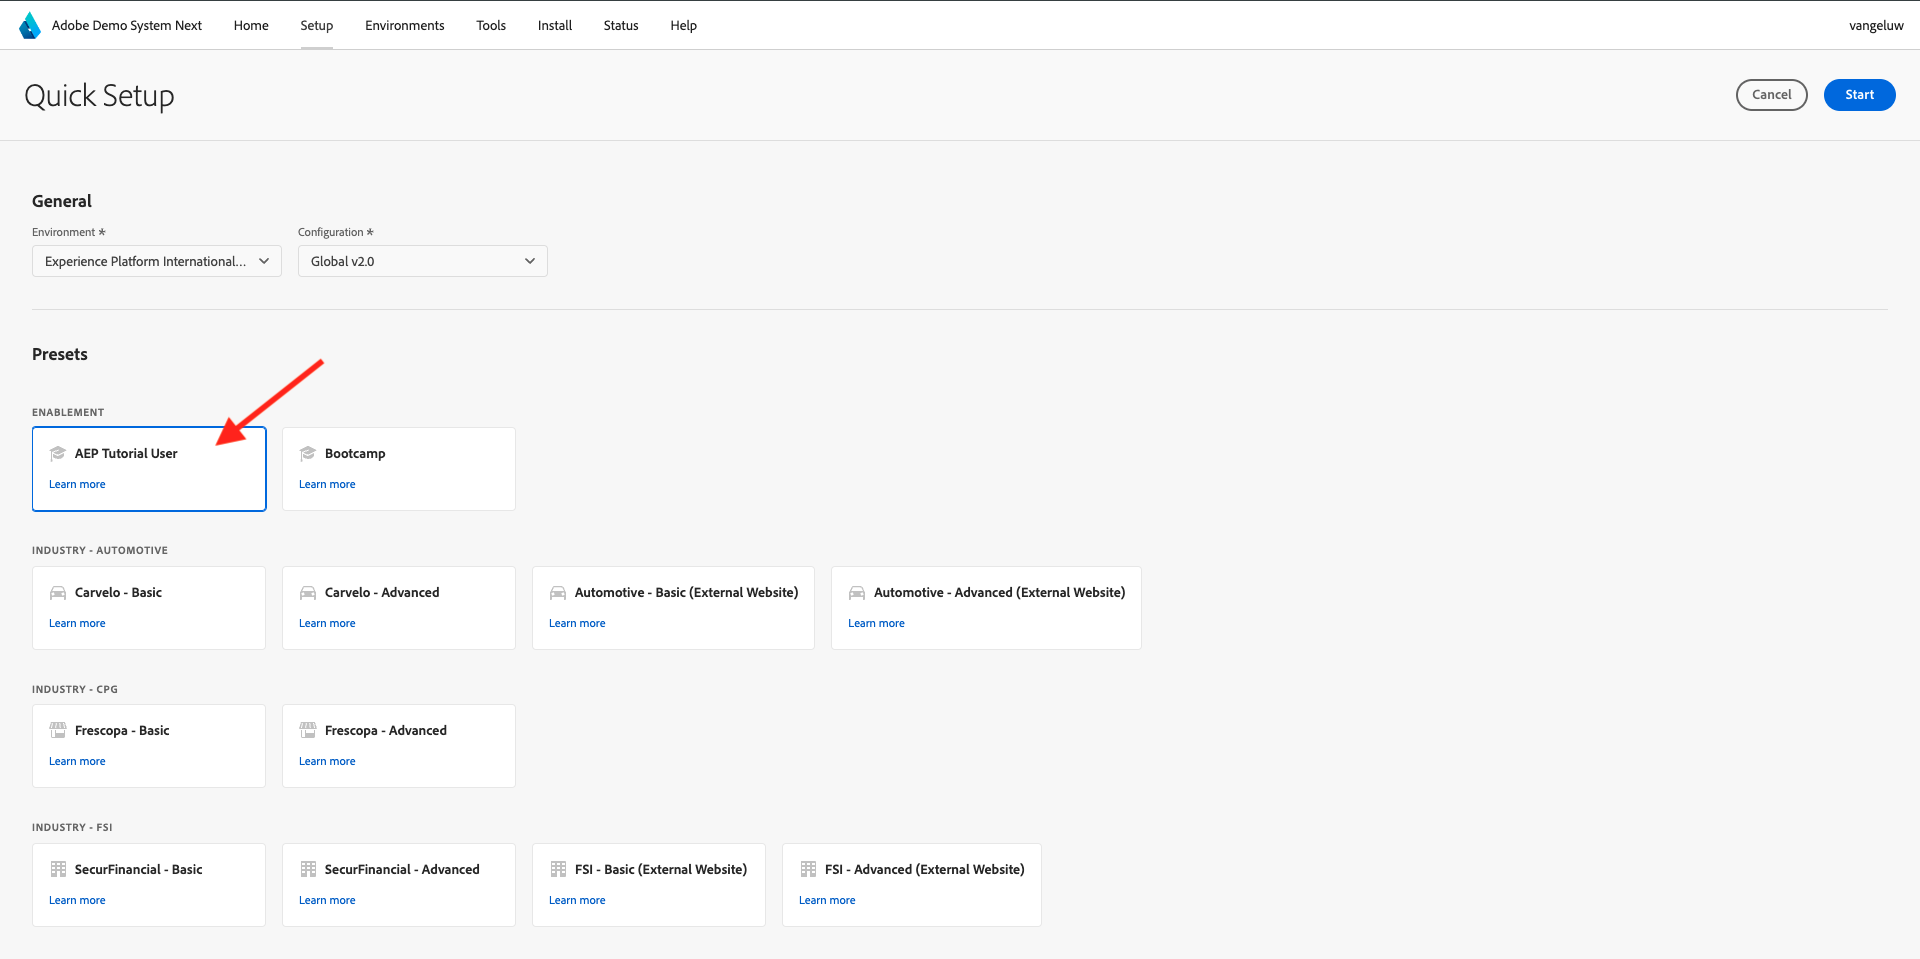 Adobe Demo System Next Home Setup Environments Tools Install Status Help vangeluw
Quick Setup Cancel Start
General
Environment * Configuration *
Experience Platform International... Global v2.0
Presets
ENABLEMENT
AEP Tutorial User Bootcamp
Learn more Learn more
INDUSTRY - AUTOMOTIVE
Carvelo - Basic Carvelo - Advanced Automotive - Basic (External Website) Automotive - Advanced (External Website)
Learn more Learn more Learn more Learn more
INDUSTRY - CPG
Frescopa - Basic Frescopa - Advanced
Learn more Learn more
INDUSTRY - FSI
SecurFinancial - Basic SecurFinancial - Advanced FSI - Basic (External Website) FSI - Advanced (External Website)
Learn more Learn more Learn more Learn more